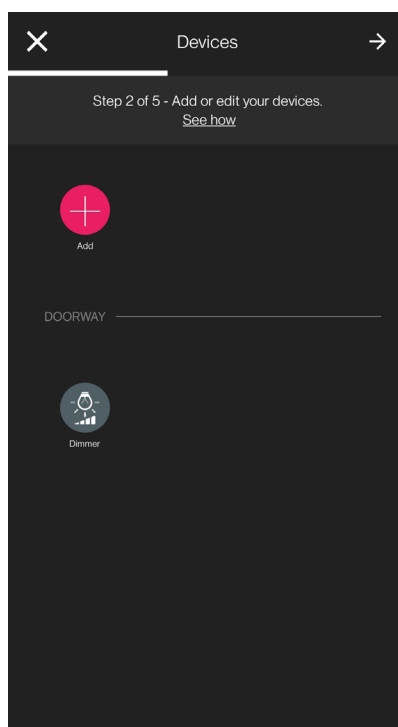 Devices
Step 2 of 5 - Add or edit your devices.
See how
Add
DOORWAY
Dimmer